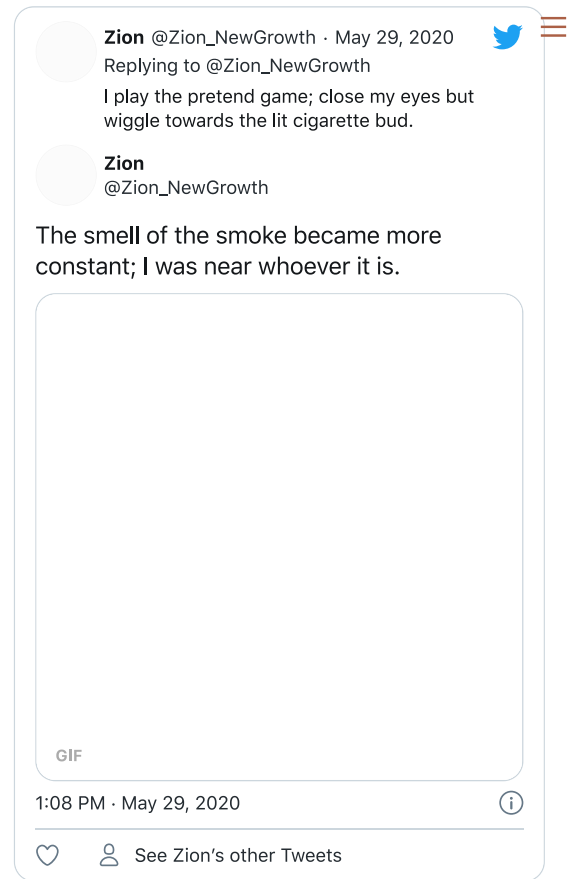 Zion @Zion_NewGrowth · May 29, 2020
Replying to @Zion_NewGrowth
I play the pretend game; close my eyes but
wiggle towards the lit cigarette bud.
Zion
@Zion_NewGrowth
The smell of the smoke became more
constant; I was near whoever it is.
GIF
1:08 PM · May 29, 2020
See Zion’s other Tweets